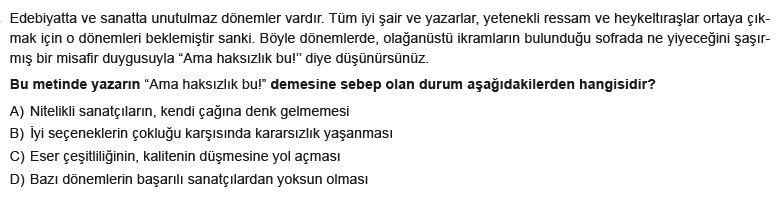 Edebiyatta ve sanatta unutulmaz dönemler vardır. Tüm iyi şair ve yazarlar, yetenekli ressam ve heykeltıraşlar ortaya çık-
mak için o dönemleri beklemiştir sanki. Böyle dönemlerde, olağanüstü ikramların bulunduğu sofrada ne yiyeceğini şaşır-
mış bir misafir duygusuyla “Ama haksızlık bu!” diye düşünürsünüz.
Bu metinde yazarın “Ama haksızlık bu!” demesine sebep olan durum aşağıdakilerden hangisidir?
A) Nitelikli sanatçıların, kendi çağına denk gelmemesi
B) İyi seçeneklerin çokluğu karşısında kararsızlık yaşanması
C) Eser çeşitliliğinin, kalitenin düşmesine yol açması
D) Bazı dönemlerin başarılı sanatçılardan yoksun olması